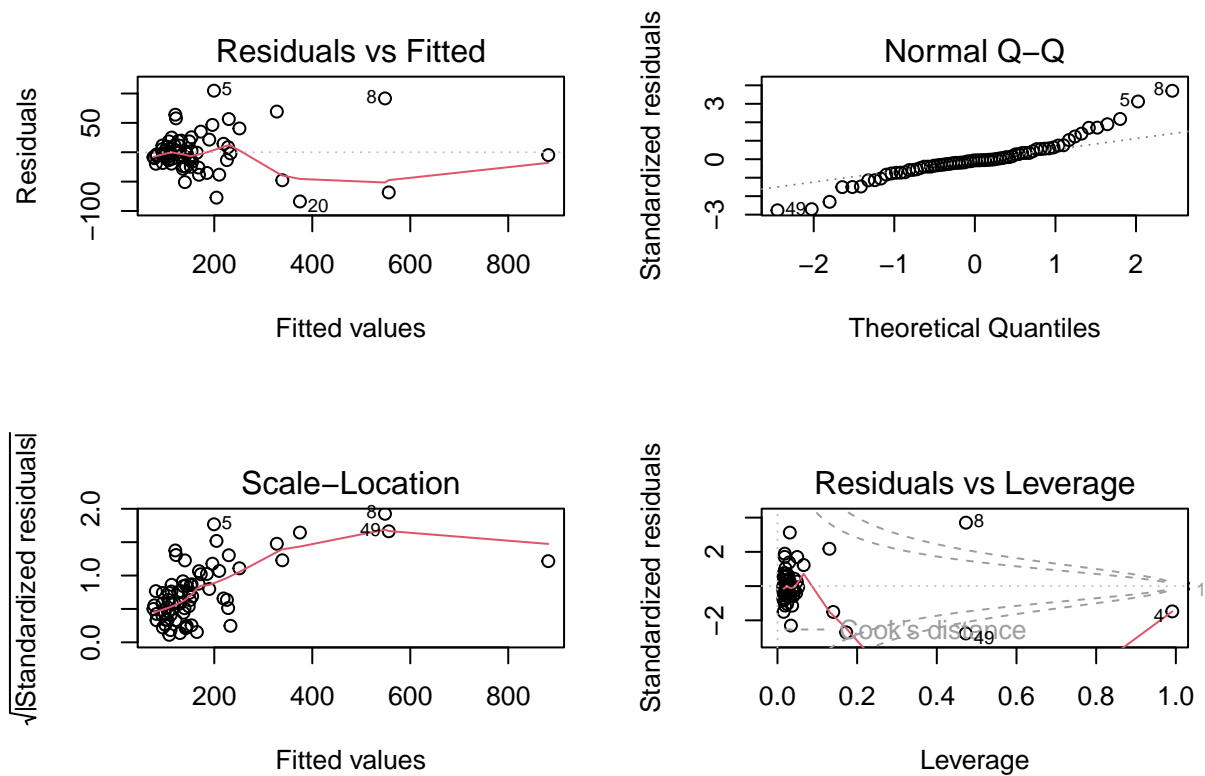 Residuals vs Fitted
Residuals
50
−100
5
8
20
200 400 600 800
Fitted values
Normal Q−Q
Standardized residuals
3
0
−3
5
8
49
−2 −1 0 1 2
Theoretical Quantiles
Scale−Location
√|Standardized residuals|
2.0
1.0
0.0
5
8
49
200 400 600 800
Fitted values
Residuals vs Leverage
Standardized residuals
2
−2
8
1
4
Cook's distance
49
0.0 0.2 0.4 0.6 0.8 1.0
Leverage